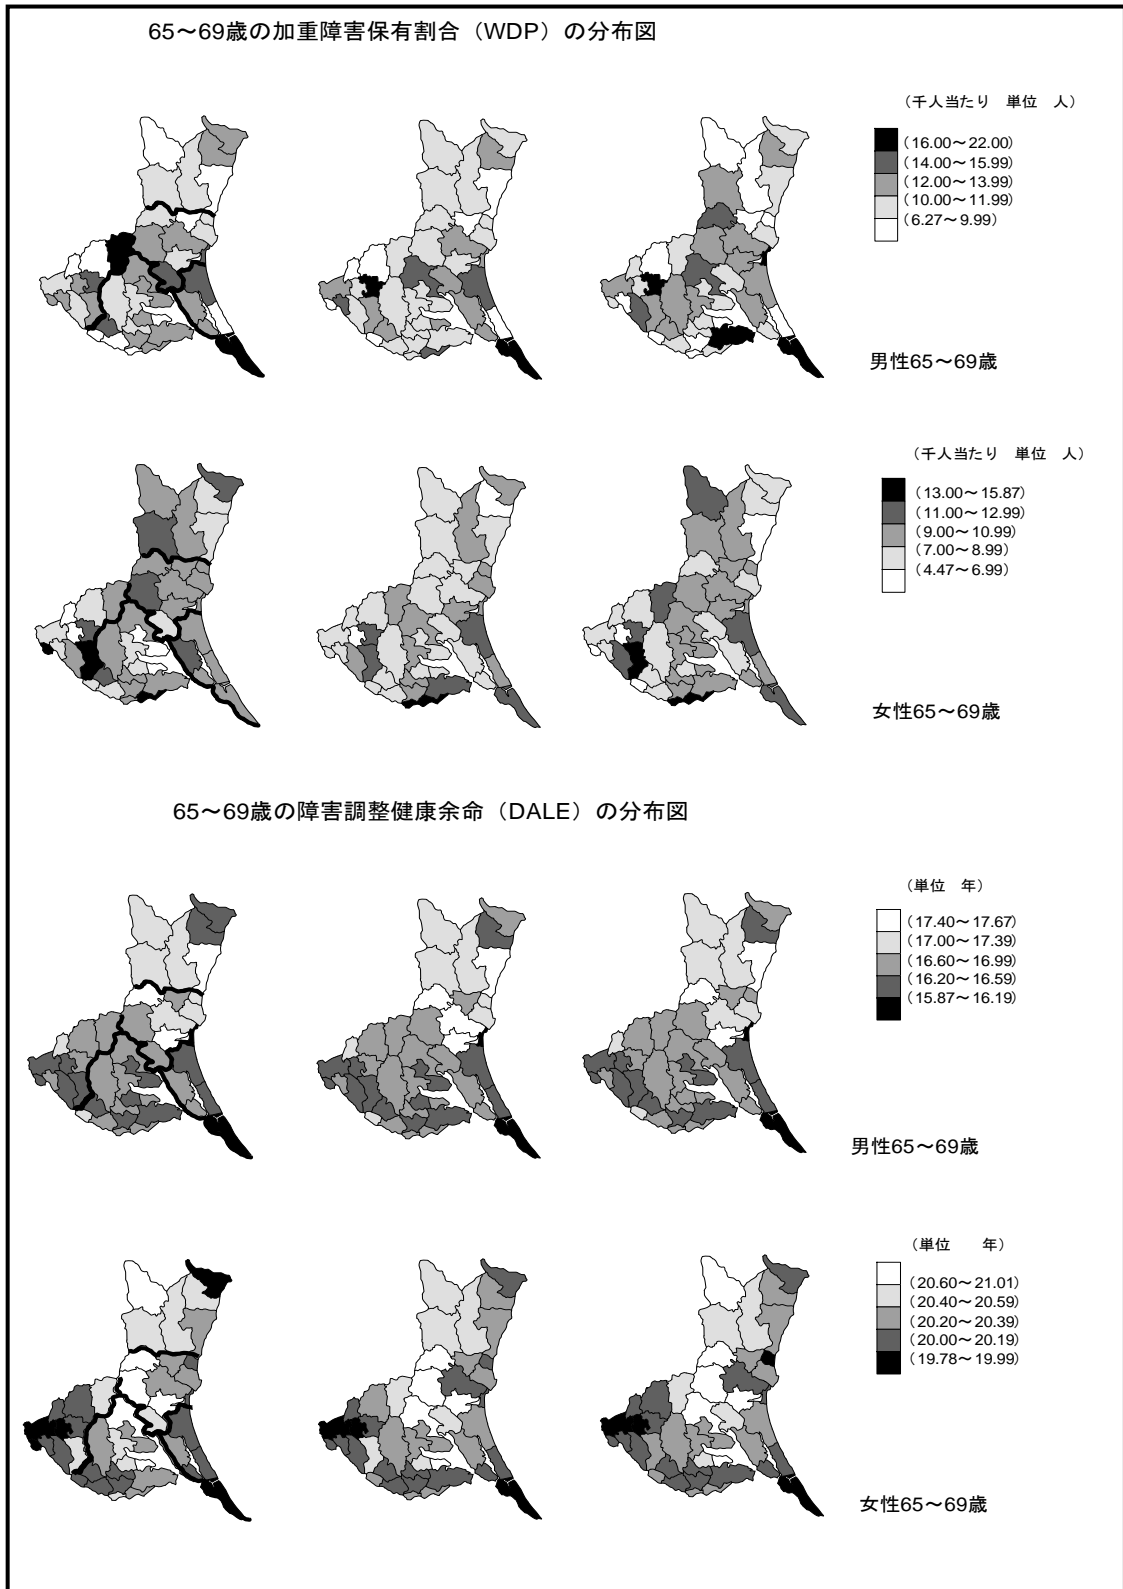 65～69歳の加重障害保有割合（WDP）の分布図
（千人当たり　単位　人）
（16.00～22.00）
（14.00～15.99）
（12.00～13.99）
（10.00～11.99）
（6.27～9.99）
男性65～69歳
（千人当たり　単位　人）
（13.00～15.87）
（11.00～12.99）
（9.00～10.99）
（7.00～8.99）
（4.47～6.99）
女性65～69歳
65～69歳の障害調整健康余命（DALE）の分布図
（単位　年）
（17.40～17.67）
（17.00～17.39）
（16.60～16.99）
（16.20～16.59）
（15.87～16.19）
男性65～69歳
（単位　　年）
（20.60～21.01）
（20.40～20.59）
（20.20～20.39）
（20.00～20.19）
（19.78～19.99）
女性65～69歳